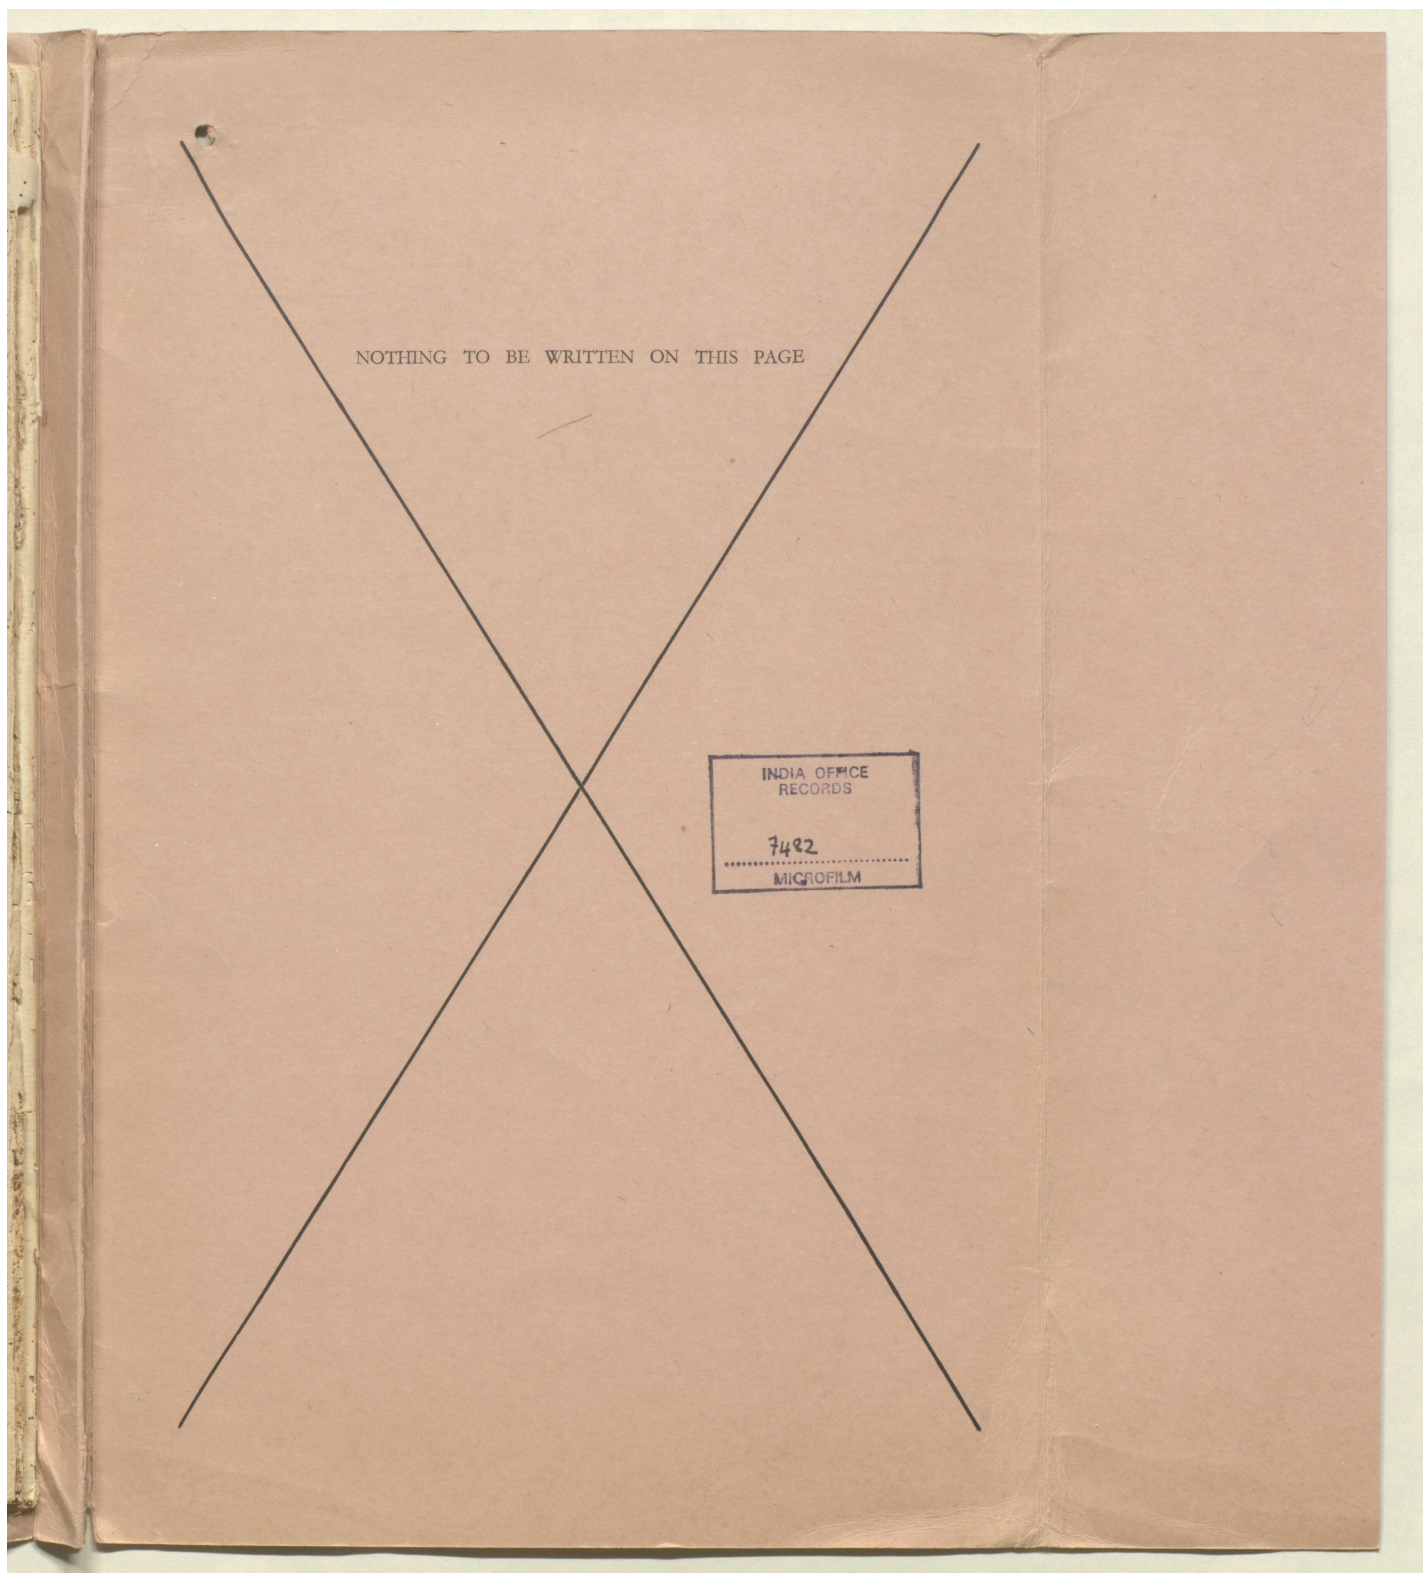 NOTHING TO BE WRITTEN ON THIS PAGE
INDIA OFFICE
RECORDS
7482
MICROFILM